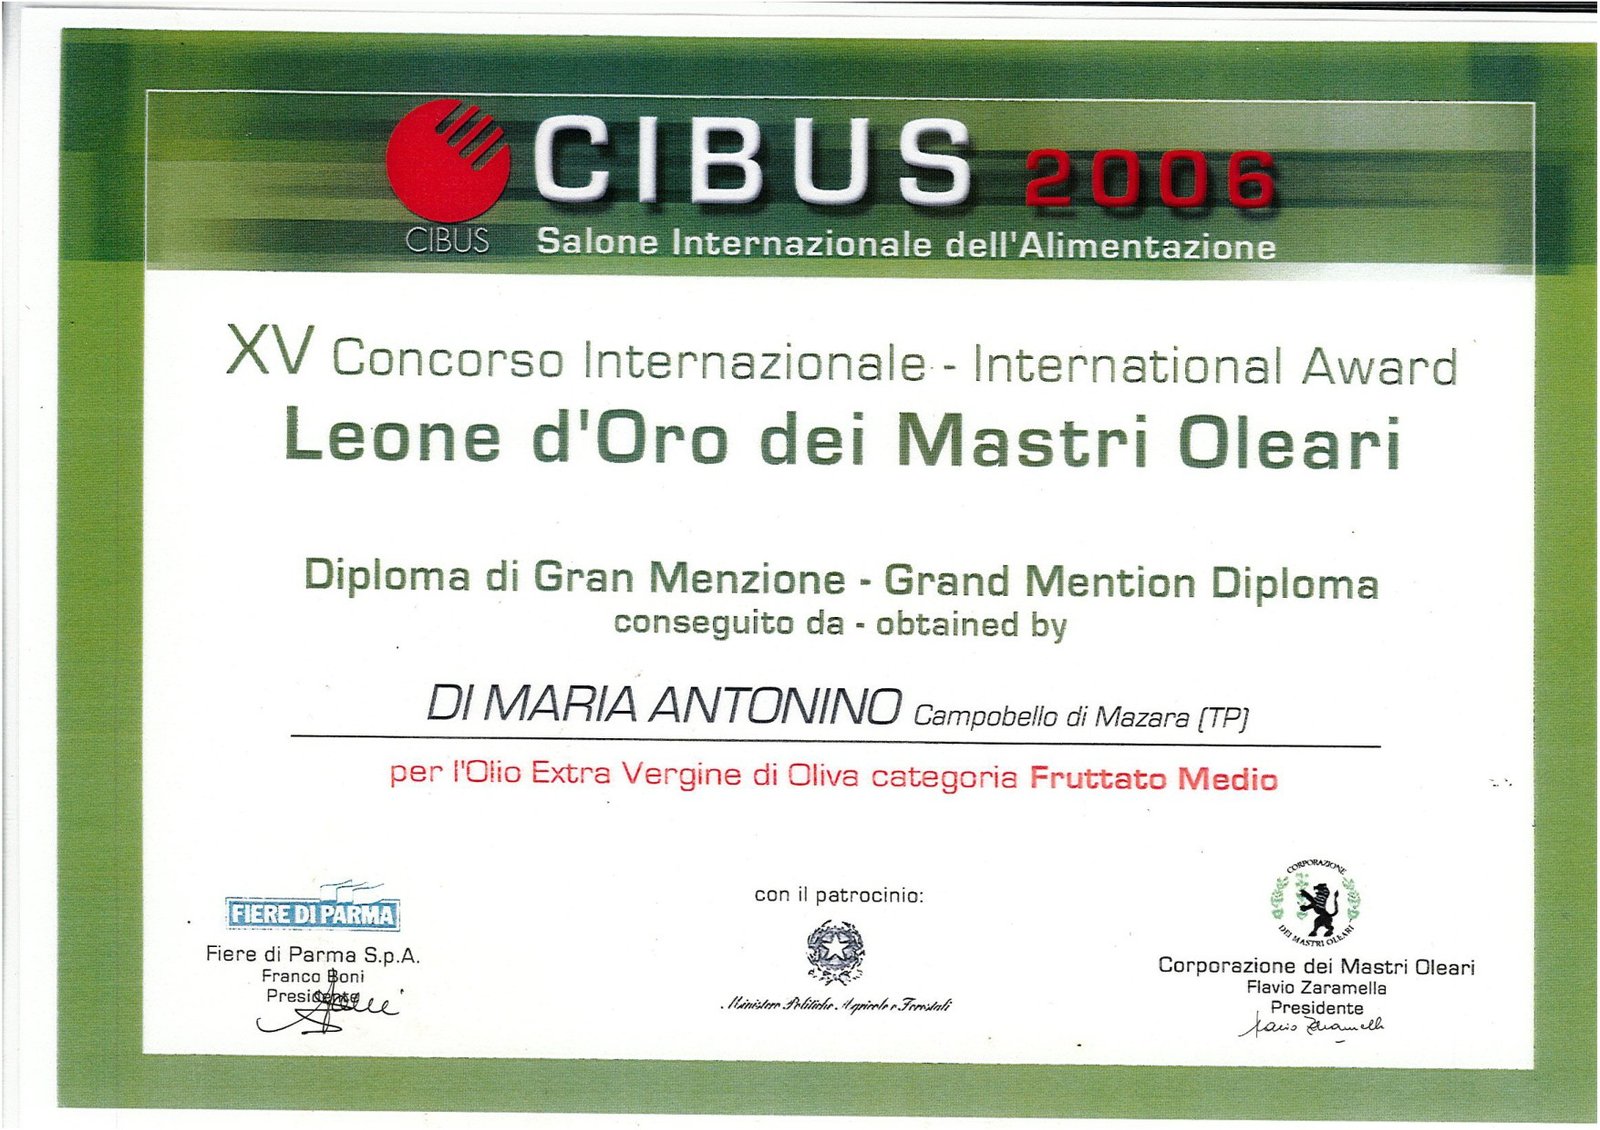 CIBUS 2006
CIBUS
Salone Internazionale dell'Alimentazione
XV Concorso Internazionale - International Award
Leone d'Oro dei Mastri Oleari
Diploma di Gran Menzione - Grand Mention Diploma
conseguito da - obtained by
DI MARIA ANTONINO Campobello di Mazara (TP)
per l'Olio Extra Vergine di Oliva categoria Fruttato Medio
FIERE DI PARMA
Fiere di Parma S.p.A.
Franco Boni
Presidente
con il patrocinio:
Ministero Politiche Agricole e Forestali
CORPORAZIONE
DEI MASTRI OLEARI
Corporazione dei Mastri Oleari
Flavio Zaramella
Presidente